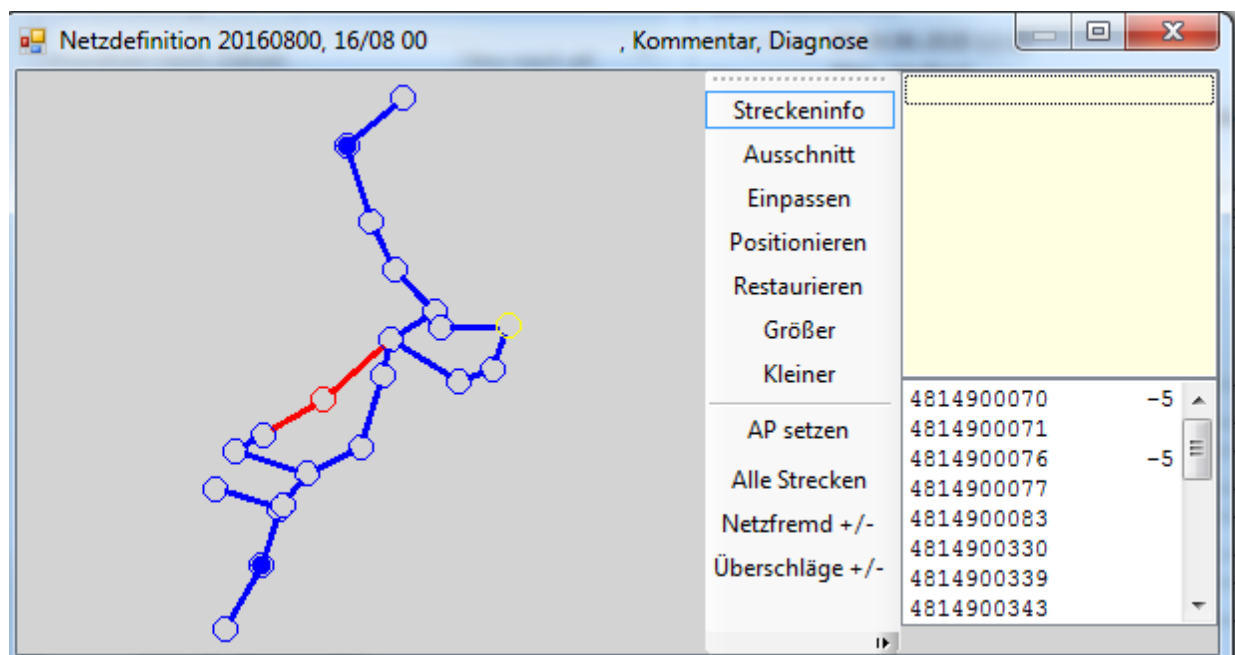 Netzdefinition 20160800, 16/08 00 , Kommentar, Diagnose
Streckeninfo
Ausschnitt
Einpassen
Positionieren
Restaurieren
Größer
Kleiner
AP setzen
Alle Strecken
Netzfremd +/-
Überschläge +/-
4814900070 -5
4814900071
4814900076 -5
4814900077
4814900083
4814900330
4814900339
4814900343